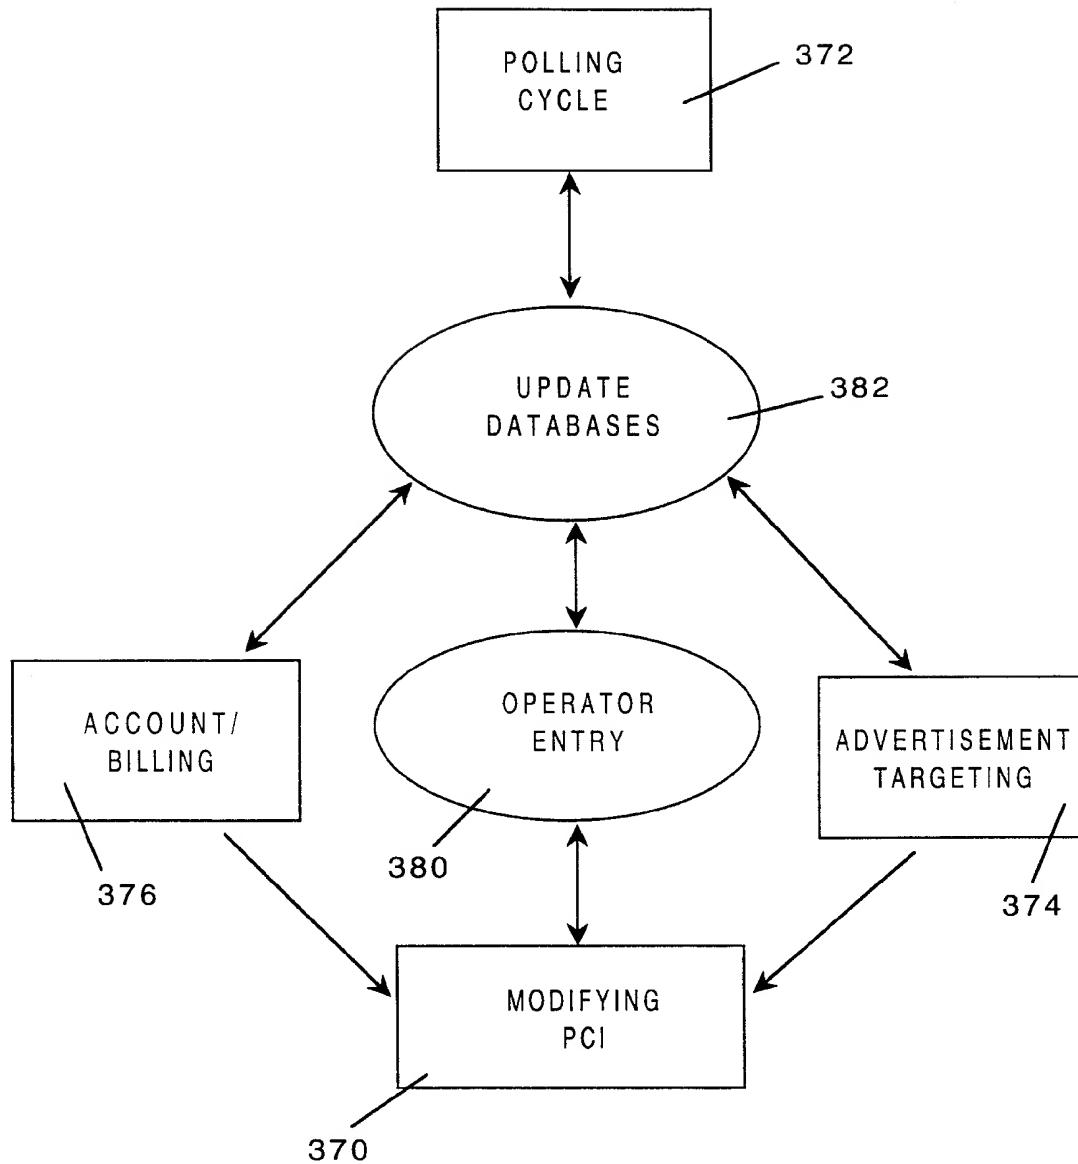 POLLING
CYCLE
372
UPDATE
DATABASES
382
ACCOUNT/
BILLING
376
OPERATOR
ENTRY
380
ADVERTISEMENT
TARGETING
374
MODIFYING
PCI
370